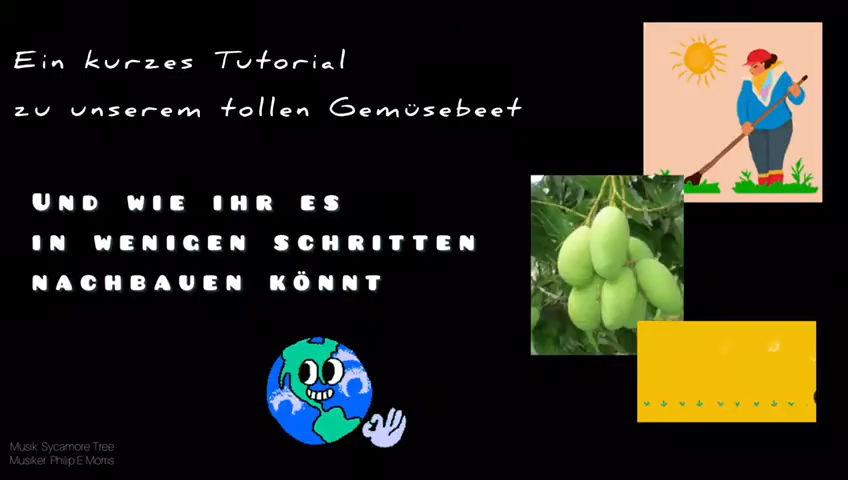 Ein kurzes Tutorial
zu unserem tollen Gemüsebeet
Und wie ihr es
in wenigen schritten
nachbauen könnt
Musik: Sycamore Tree
Musiker: Philip E Morris